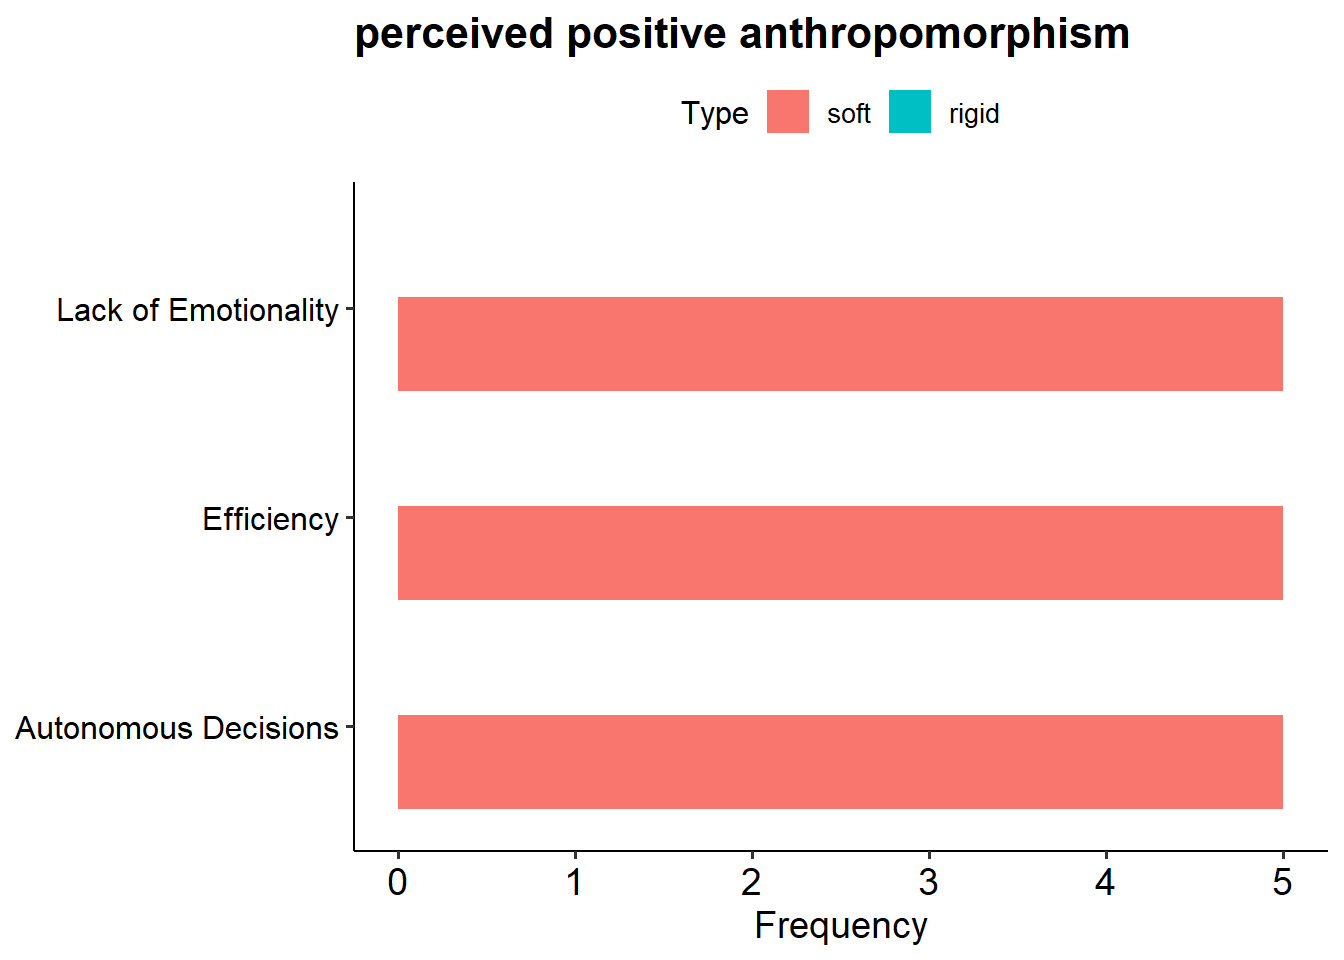 perceived positive anthropomorphism
Type soft rigid
Lack of Emotionality
Efficiency
Autonomous Decisions
0 1 2 3 4 5
Frequency